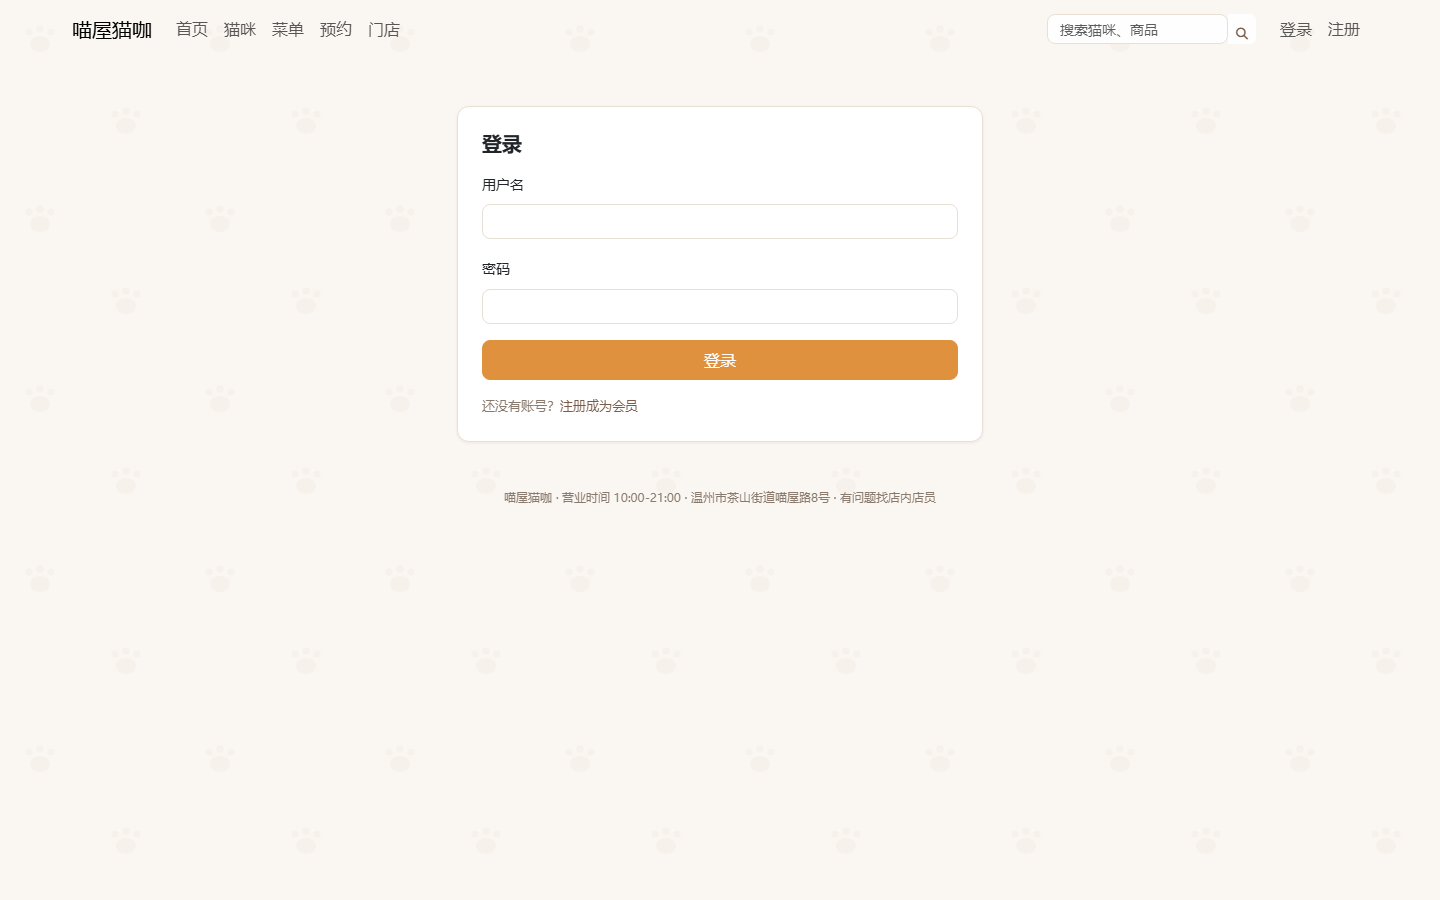 喵屋猫咖 首页 猫咪 菜单 预约 门店 搜索猫咪、商品 登录 注册
登录
用户名
密码
登录
还没有账号？注册成为会员
喵屋猫咖 · 营业时间 10:00-21:00 · 温州市茶山街道喵屋路8号 · 有问题找店内店员